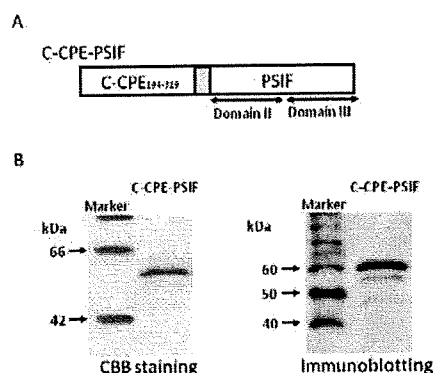 A
C-CPE-PSIF
C-CPE194-319 PSIF
Domain II Domain III
B
C-CPE-PSIF C-CPE-PSIF
Marker Marker
kDa kDa
66
42
60
50
40
CBB staining Immunoblotting